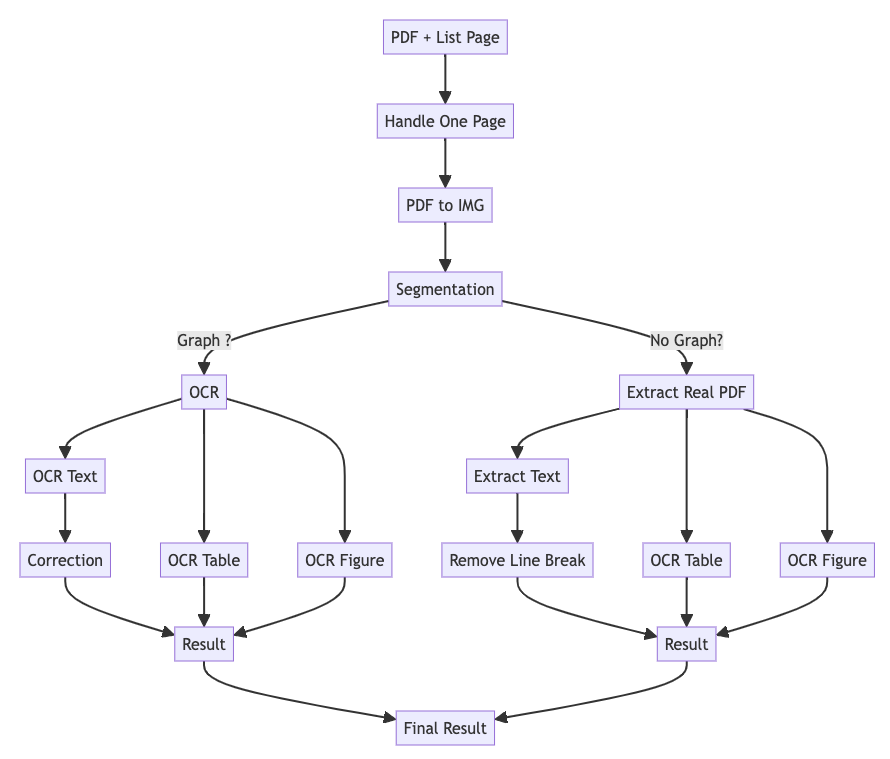 PDF + List Page
Handle One Page
PDF to IMG
Segmentation
Graph ?
No Graph?
OCR
Extract Real PDF
OCR Text
Extract Text
Correction
OCR Table
OCR Figure
Remove Line Break
OCR Table
OCR Figure
Result
Result
Final Result